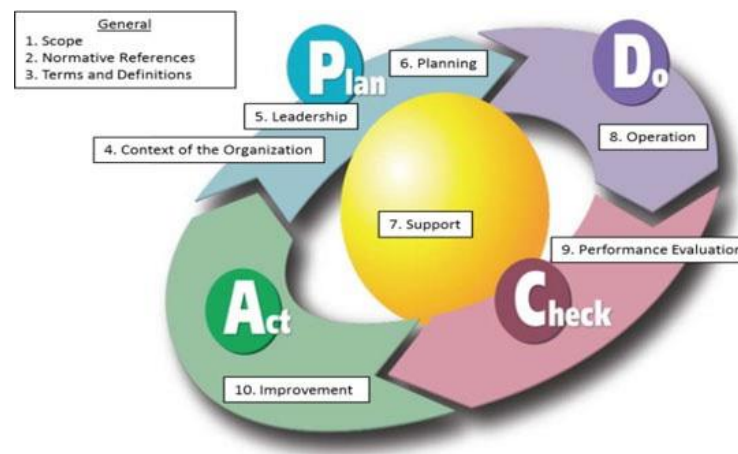 General
1. Scope
2. Normative References
3. Terms and Definitions
Plan
6. Planning
Do
5. Leadership
4. Context of the Organization
8. Operation
7. Support
9. Performance Evaluation
Act
Check
10. Improvement